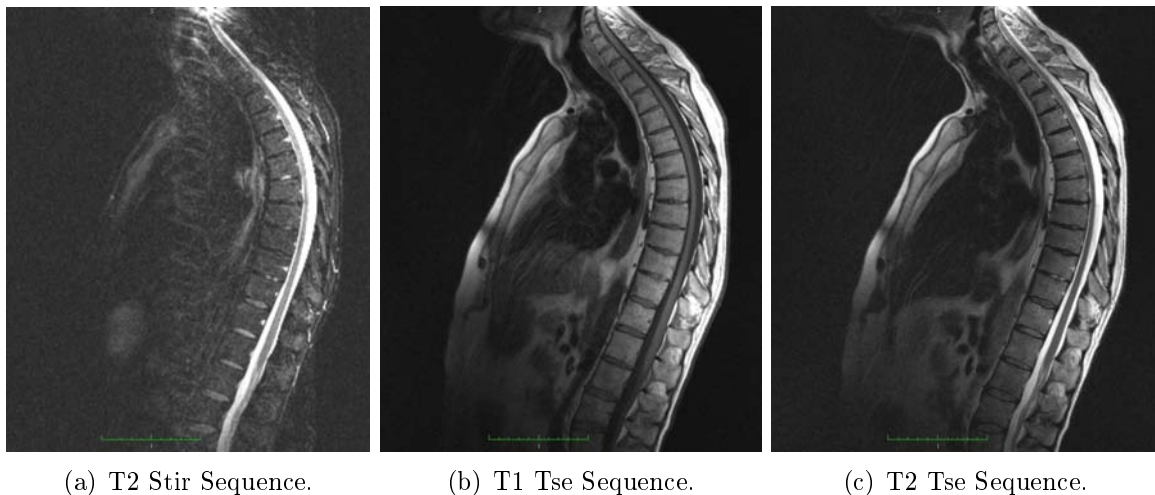 (a) T2 Stir Sequence.
(b) T1 Tse Sequence.
(c) T2 Tse Sequence.